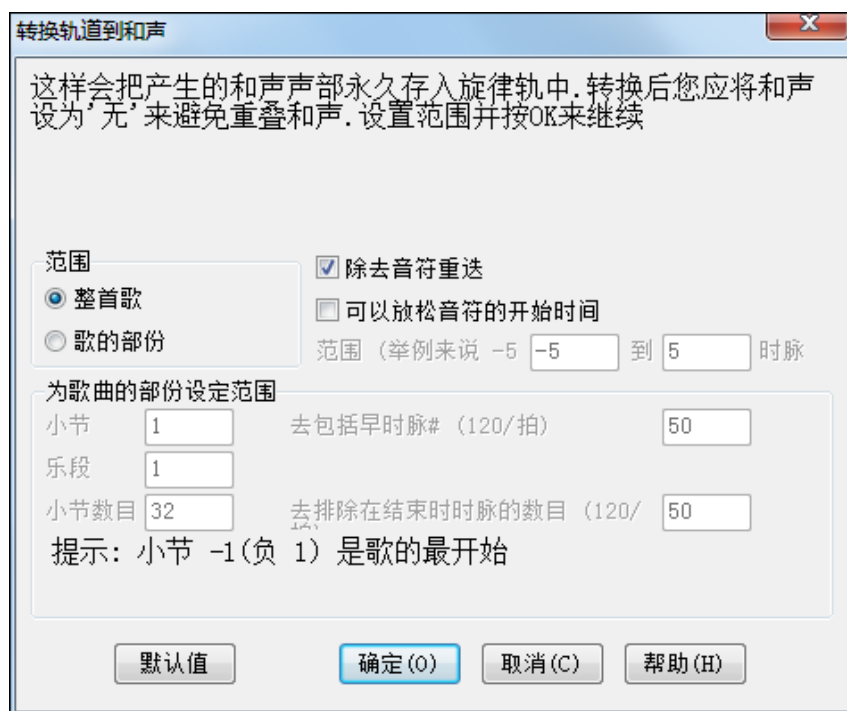 转换轨道到和声
这样会把产生的和声声部永久存入旋律轨中.转换后您应将和声
设为'无'来避免重叠和声.设置范围并按OK来继续
范围
整首歌
歌的部份
除去音符重迭
可以放松音符的开始时间
范围 (举例来说 -5 -5 到 5 时脉
为歌曲的部份设定范围
小节 1 去包括早时脉# (120/拍) 50
乐段 1
小节数目 32 去排除在结束时时脉的数目 (120/ 50
提示: 小节 -1(负 1) 是歌的最开始
默认值 确定(O) 取消(C) 帮助(H)